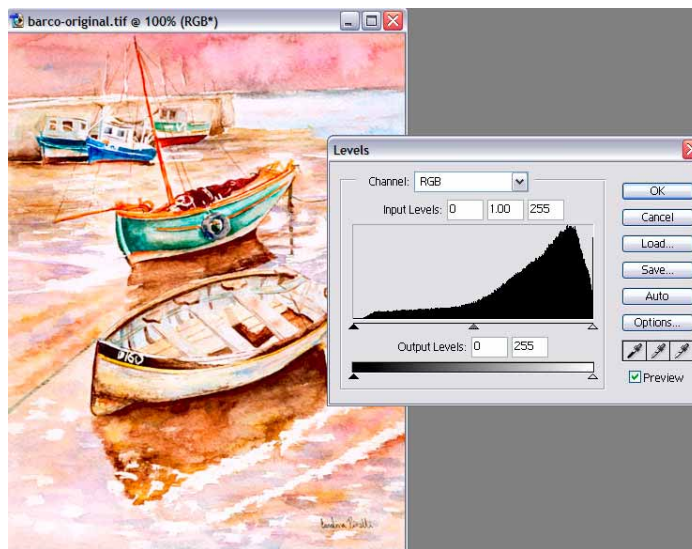 barco-original.tif @ 100% (RGB*)
Levels
Channel: RGB
OK
Input Levels: 0 1.00 255
Cancel
Load...
Save...
Auto
Options...
Output Levels: 0 255
Preview